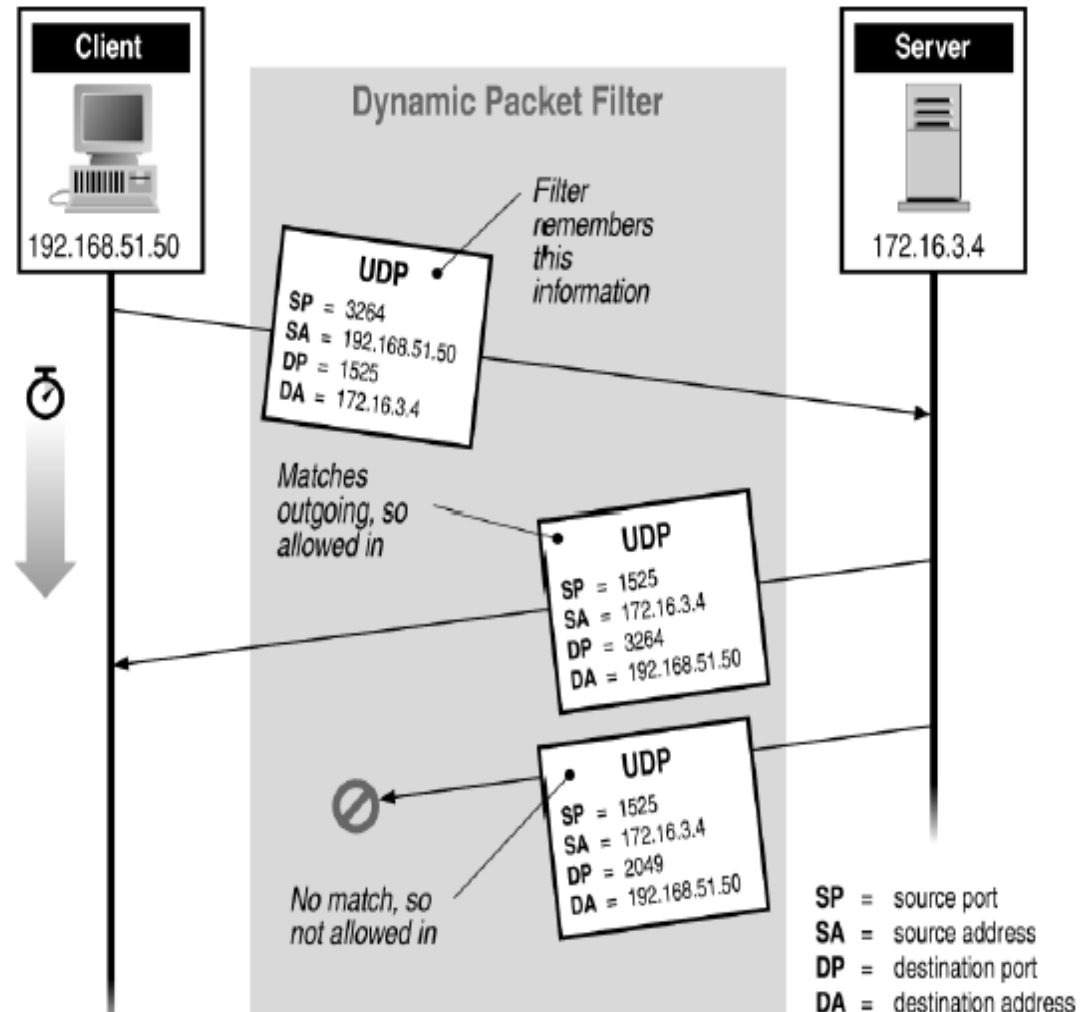 Client
192.168.51.50
Dynamic Packet Filter
Server
172.16.3.4
Filter
remembers
this
information
UDP
SP = 3264
SA = 192.168.51.50
DP = 1525
DA = 172.16.3.4
Matches
outgoing, so
allowed in
UDP
SP = 1525
SA = 172.16.3.4
DP = 3264
DA = 192.168.51.50
UDP
SP = 1525
SA = 172.16.3.4
DP = 2049
DA = 192.168.51.50
No match, so
not allowed in
SP = source port
SA = source address
DP = destination port
DA = destination address